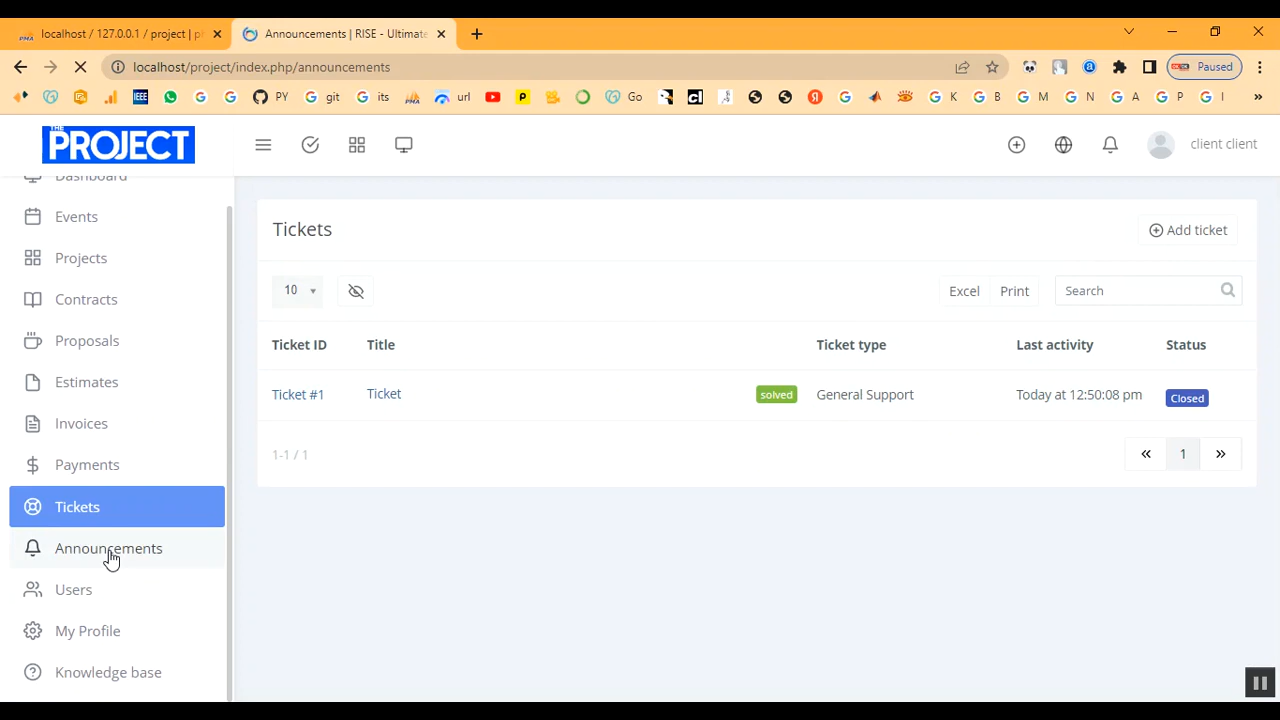 localhost / 127.0.0.1 / project | p
Announcements | RISE - Ultimate
localhost/project/index.php/announcements
Paused
PY
git
its
url
Go
K
B
M
N
A
P
I
»
THE
PROJECT
client client
Dashboard
Events
Projects
Contracts
Proposals
Estimates
Invoices
Payments
Tickets
Announcements
Users
My Profile
Knowledge base
Tickets
Add ticket
10
Excel
Print
Search
Ticket ID
Title
Ticket type
Last activity
Status
Ticket #1
Ticket
solved
General Support
Today at 12:50:08 pm
Closed
1-1 / 1
«
1
»